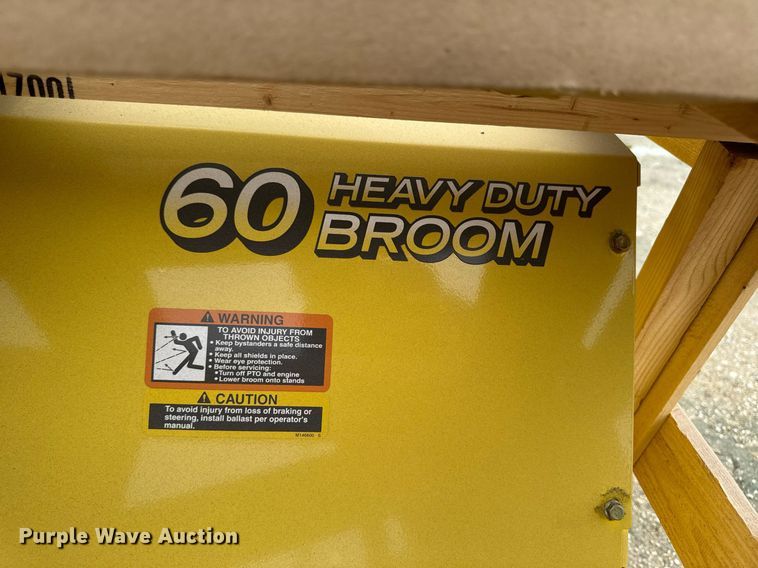 60 HEAVY DUTY
BROOM
WARNING
TO AVOID INJURY FROM
THROWN OBJECTS
• Keep bystanders a safe distance
away.
• Keep all shields in place.
• Wear eye protection.
• Before servicing:
•Turn off PTO and engine
•Lower broom onto stands
CAUTION
To avoid injury from loss of braking or
steering, install ballast per operator's
manual.
Purple Wave Auction